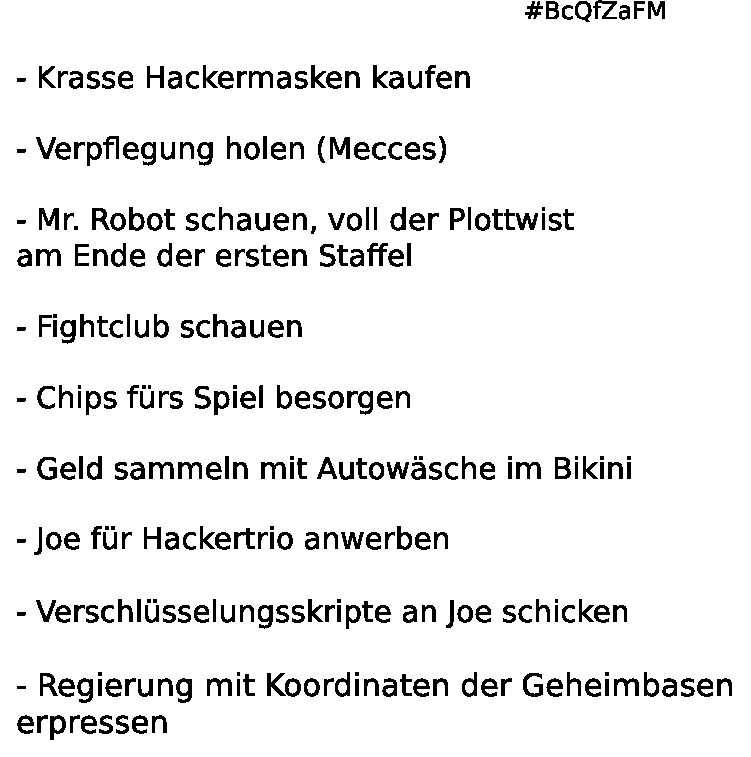 #BcQfZaFM
- Krasse Hackermasken kaufen
- Verpflegung holen (Mecces)
- Mr. Robot schauen, voll der Plottwist
am Ende der ersten Staffel
- Fightclub schauen
- Chips fürs Spiel besorgen
- Geld sammeln mit Autowäsche im Bikini
- Joe für Hackertrio anwerben
- Verschlüsselungsskripte an Joe schicken
- Regierung mit Koordinaten der Geheimbasen
erpressen